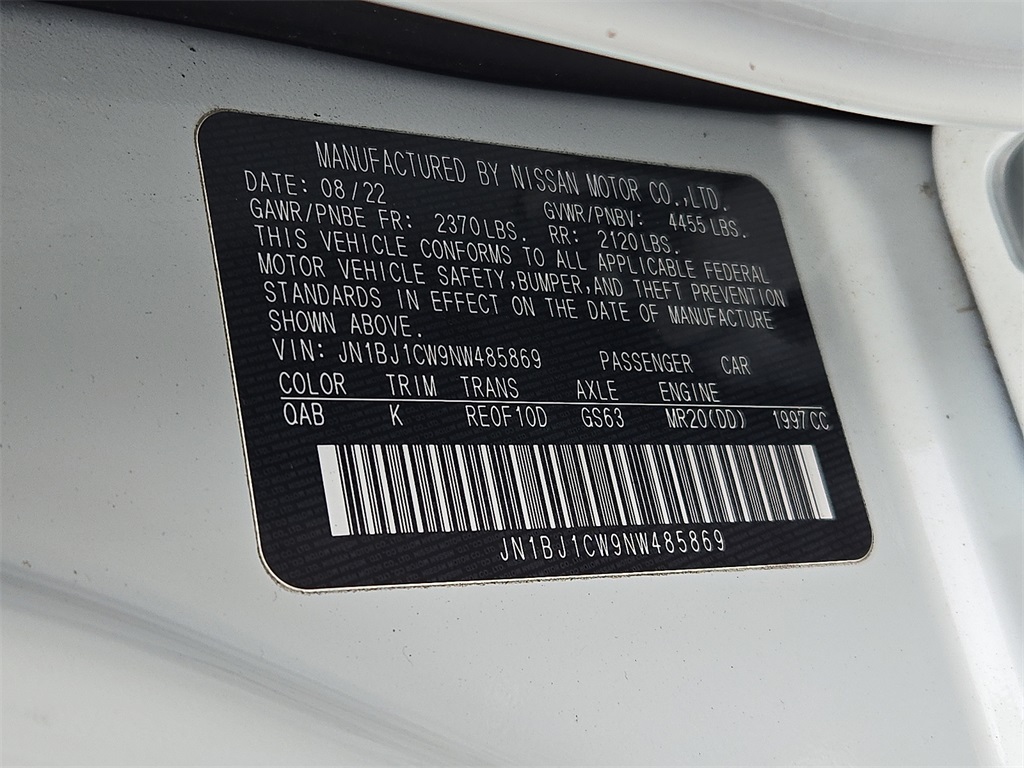 MANUFACTURED BY NISSAN MOTOR CO.,LTD.
DATE: 08/22 GVWR/PNBV: 4455 LBS.
GAWR/PNBE FR: 2370LBS. RR: 2120LBS.
THIS VEHICLE CONFORMS TO ALL APPLICABLE FEDERAL
MOTOR VEHICLE SAFETY,BUMPER,AND THEFT PREVENTION
STANDARDS IN EFFECT ON THE DATE OF MANUFACTURE
SHOWN ABOVE.
VIN: JN1BJ1CW9NW485869 PASSENGER CAR
COLOR TRIM TRANS AXLE ENGINE
QAB K RE0F10D GS63 MR20(DD) 1997CC
JN1BJ1CW9NW485869